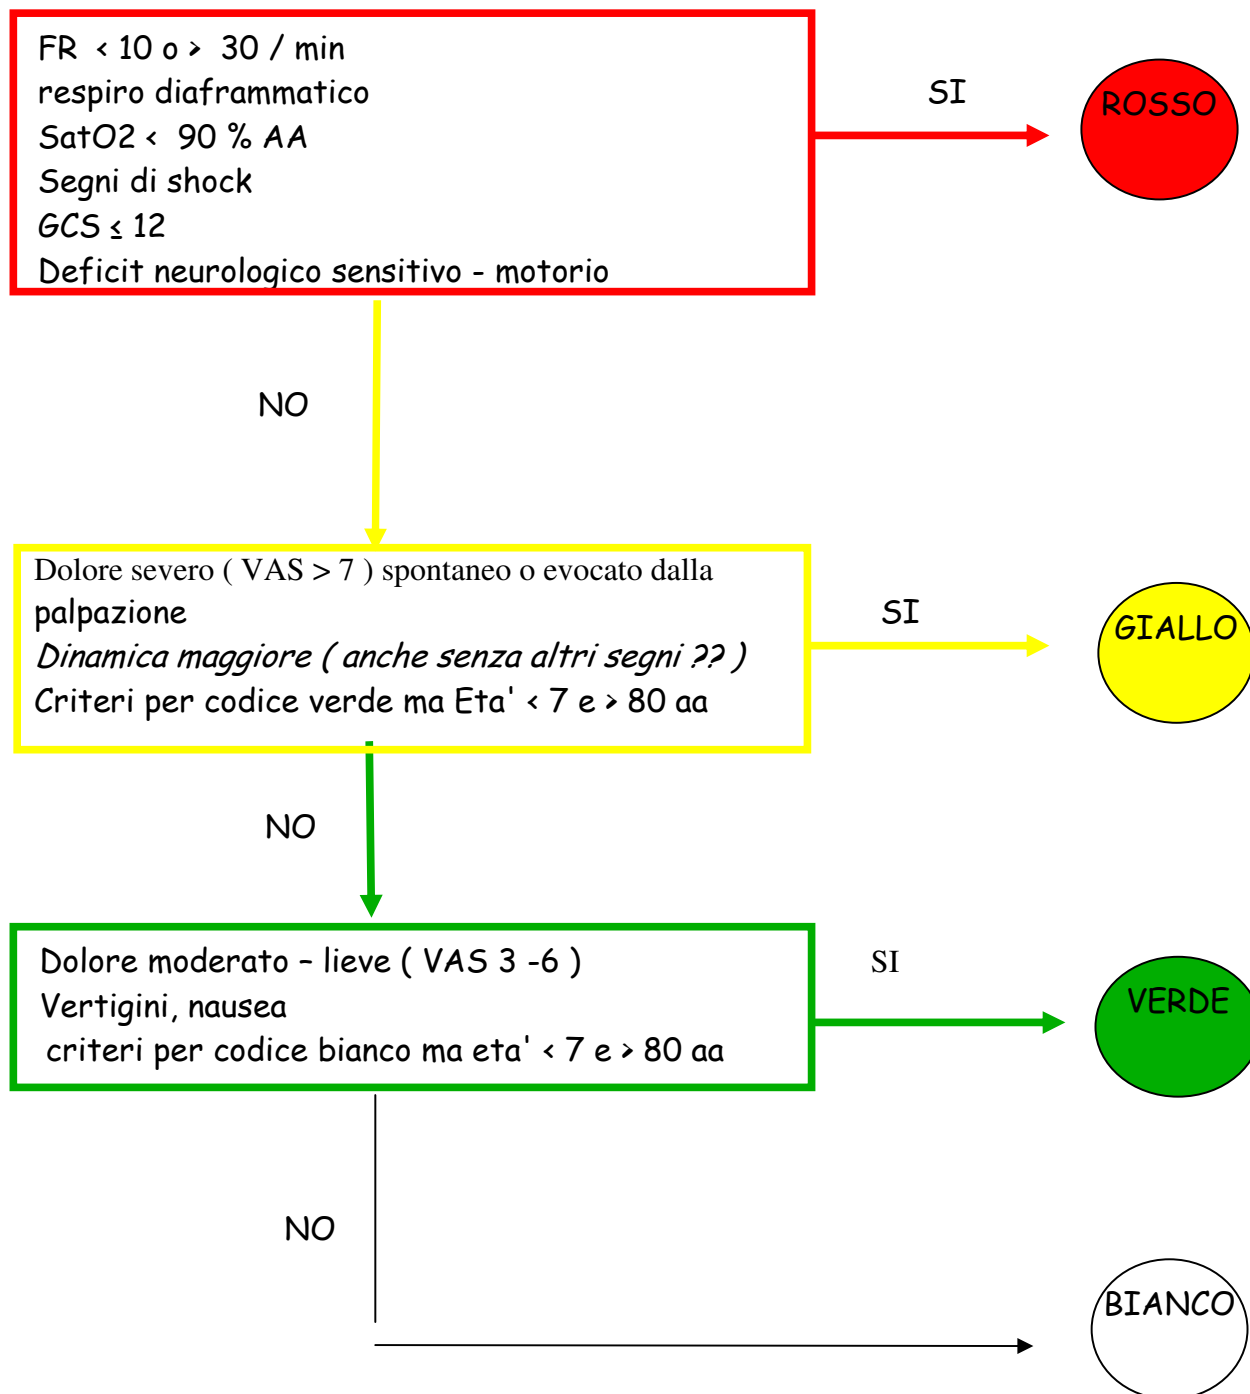 FR < 10 o > 30 / min
respiro diaframmatico
SatO2 < 90 % AA
Segni di shock
GCS ≤ 12
Deficit neurologico sensitivo - motorio
SI
ROSSO
NO
Dolore severo ( VAS > 7 ) spontaneo o evocato dalla
palpazione
Dinamica maggiore ( anche senza altri segni ?? )
Criteri per codice verde ma Eta' < 7 e > 80 aa
SI
GIALLO
NO
Dolore moderato – lieve ( VAS 3 -6 )
Vertigini, nausea
criteri per codice bianco ma eta' < 7 e > 80 aa
SI
VERDE
NO
BIANCO